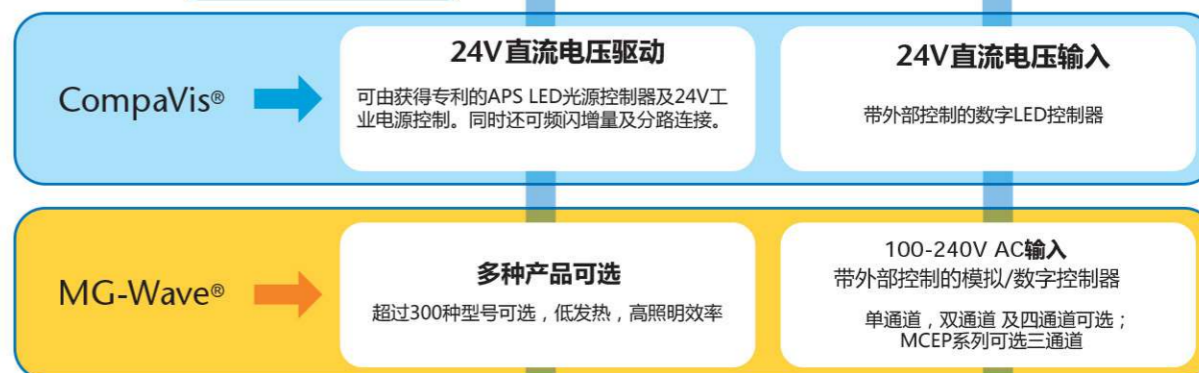 CompaVis®
24V直流电压驱动
可由获得专利的APS LED光源控制器及24V工
业电源控制。同时还可频闪增量及分路连接。
24V直流电压输入
带外部控制的数字LED控制器
MG-Wave®
多种产品可选
超过300种型号可选，低发热，高照明效率
100-240V AC输入
带外部控制的模拟/数字控制器
单通道，双通道 及四通道可选；
MCEP系列可选三通道